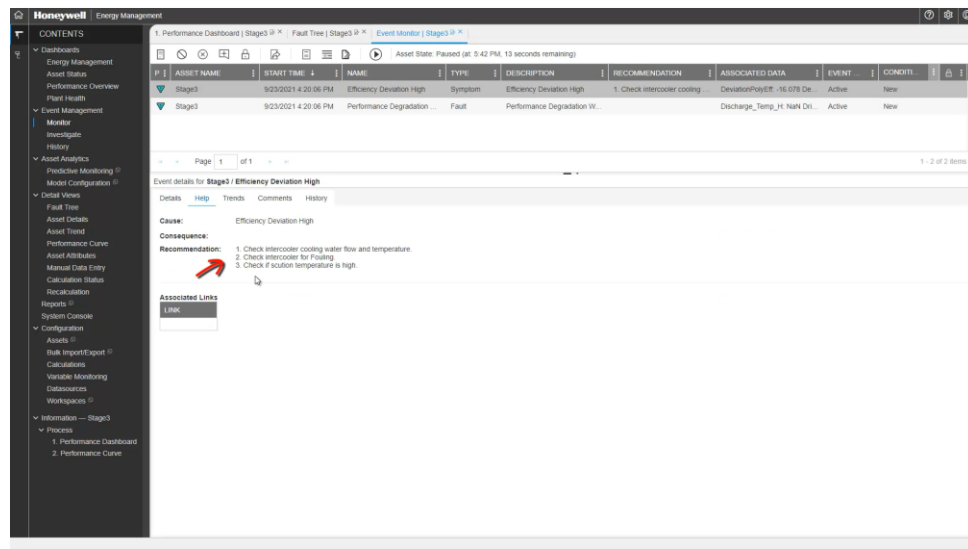 Honeywell Energy Management
CONTENTS
Dashboards
Energy Management
Asset Status
Performance Overview
Plant Health
Event Management
Monitor
Investigate
History
Asset Analytics
Predictive Monitoring
Model Configuration
Detail Views
Fault Tree
Asset Details
Asset Trend
Performance Curve
Asset Attributes
Manual Data Entry
Calculation Status
Recalculation
Reports
System Console
Configuration
Assets
Bulk Import/Export
Calculations
Variable Monitoring
Datasources
Workspaces
Information — Stage3
Process
1. Performance Dashboard
2. Performance Curve
1. Performance Dashboard | Stage3 Fault Tree | Stage3 Event Monitor | Stage3
Asset State: Paused (at: 5:42 PM, 13 seconds remaining)
P ASSET NAME START TIME ↓ NAME TYPE DESCRIPTION RECOMMENDATION ASSOCIATED DATA EVENT ... CONDITI...
Stage3 9/23/2021 4:20:06 PM Efficiency Deviation High Symptom Efficiency Deviation High 1. Check intercooler cooling ... DeviationPolyEff: -16.078 De... Active New
Stage3 9/23/2021 4:20:06 PM Performance Degradation ... Fault Performance Degradation W... Discharge_Temp_H: NaN Dri... Active New
Page 1 of 1 1 - 2 of 2 items
Event details for Stage3 / Efficiency Deviation High
Details Help Trends Comments History
Cause: Efficiency Deviation High
Consequence:
Recommendation: 1. Check intercooler cooling water flow and temperature.
2. Check intercooler for Fouling.
3. Check if scution temperature is high.
Associated Links
LINK